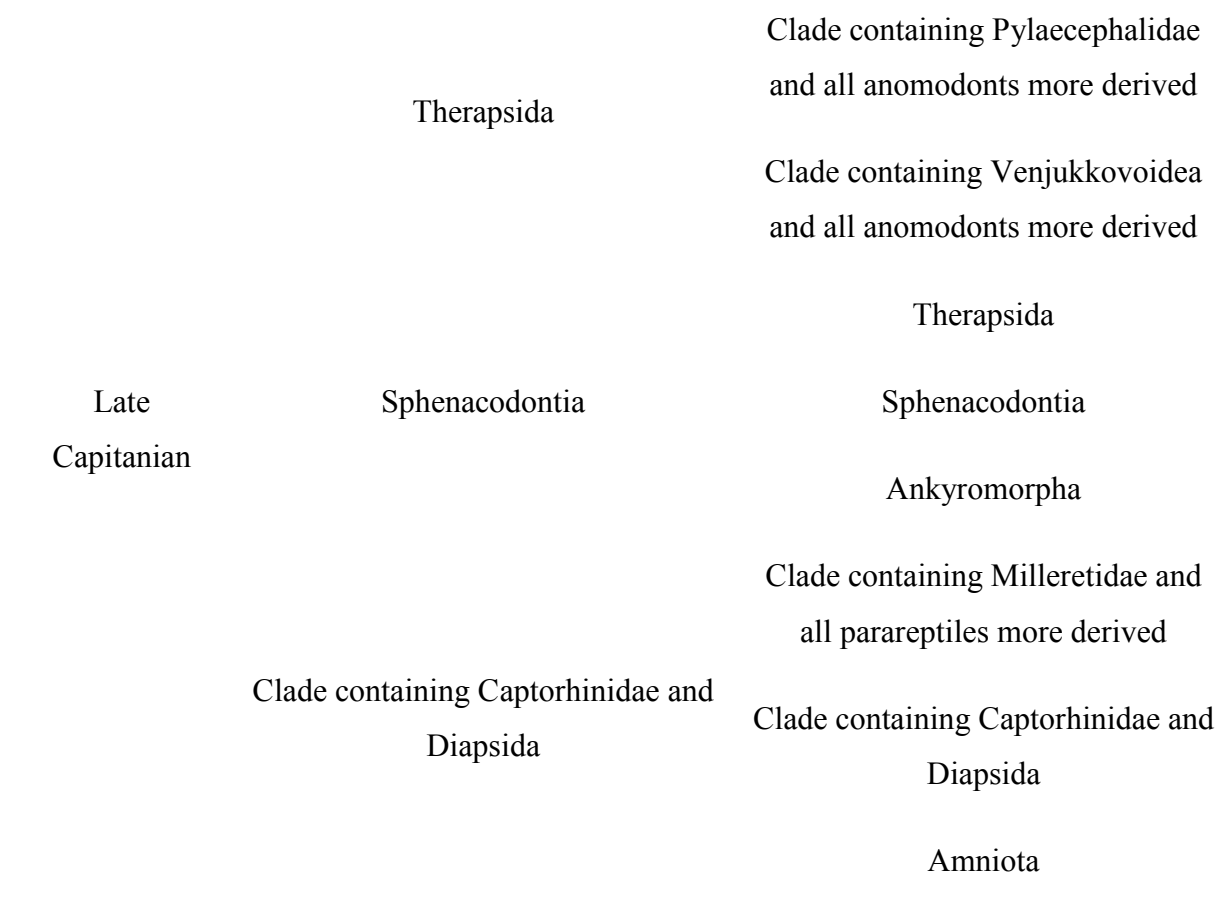 Clade containing Pylaecephalidae
and all anomodonts more derived
Therapsida
Clade containing Venjukkovoidea
and all anomodonts more derived
Therapsida
Late
Capitanian
Sphenacodontia
Sphenacodontia
Ankyromorpha
Clade containing Milleretidae and
all parareptiles more derived
Clade containing Captorhinidae and
Diapsida
Clade containing Captorhinidae and
Diapsida
Amniota